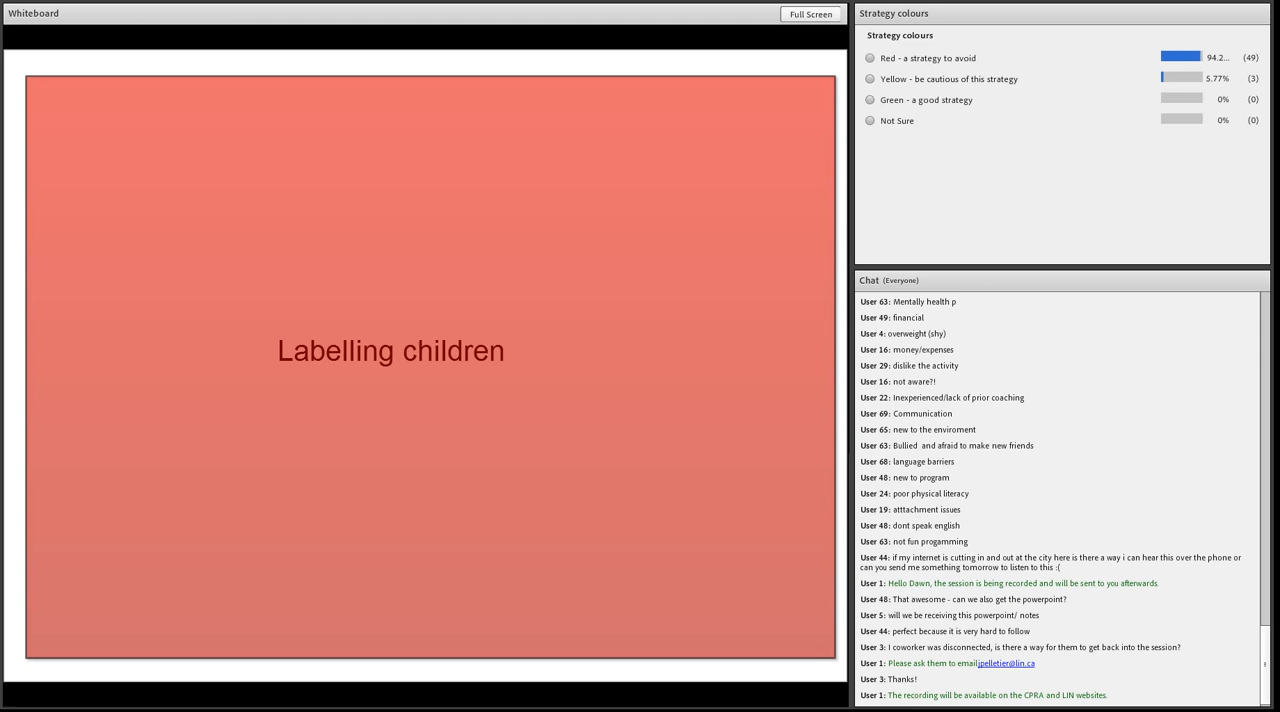 Whiteboard
Full Screen
Labelling children
Strategy colours
Strategy colours
Red - a strategy to avoid 94.2... (49)
Yellow - be cautious of this strategy 5.77% (3)
Green - a good strategy 0% (0)
Not Sure 0% (0)
Chat (Everyone)
User 63: Mentally health p
User 49: financial
User 4: overweight (shy)
User 16: money/expenses
User 29: dislike the activity
User 16: not aware?!
User 22: Inexperienced/lack of prior coaching
User 69: Communication
User 65: new to the enviroment
User 63: Bullied  and afraid to make new friends
User 68: language barriers
User 48: new to program
User 24: poor physical literacy
User 19: atttachment issues
User 48: dont speak english
User 63: not fun progamming
User 44: if my internet is cutting in and out at the city here is there a way i can hear this over the phone or
can you send me something tomorrow to listen to this :(
User 1: Hello Dawn, the session is being recorded and will be sent to you afterwards.
User 48: That awesome - can we also get the powerpoint?
User 5: will we be receiving this powerpoint/ notes
User 44: perfect because it is very hard to follow
User 3: I coworker was disconnected, is there a way for them to get back into the session?
User 1: Please ask them to emailjpelletier@lin.ca
User 3: Thanks!
User 1: The recording will be available on the CPRA and LIN websites.